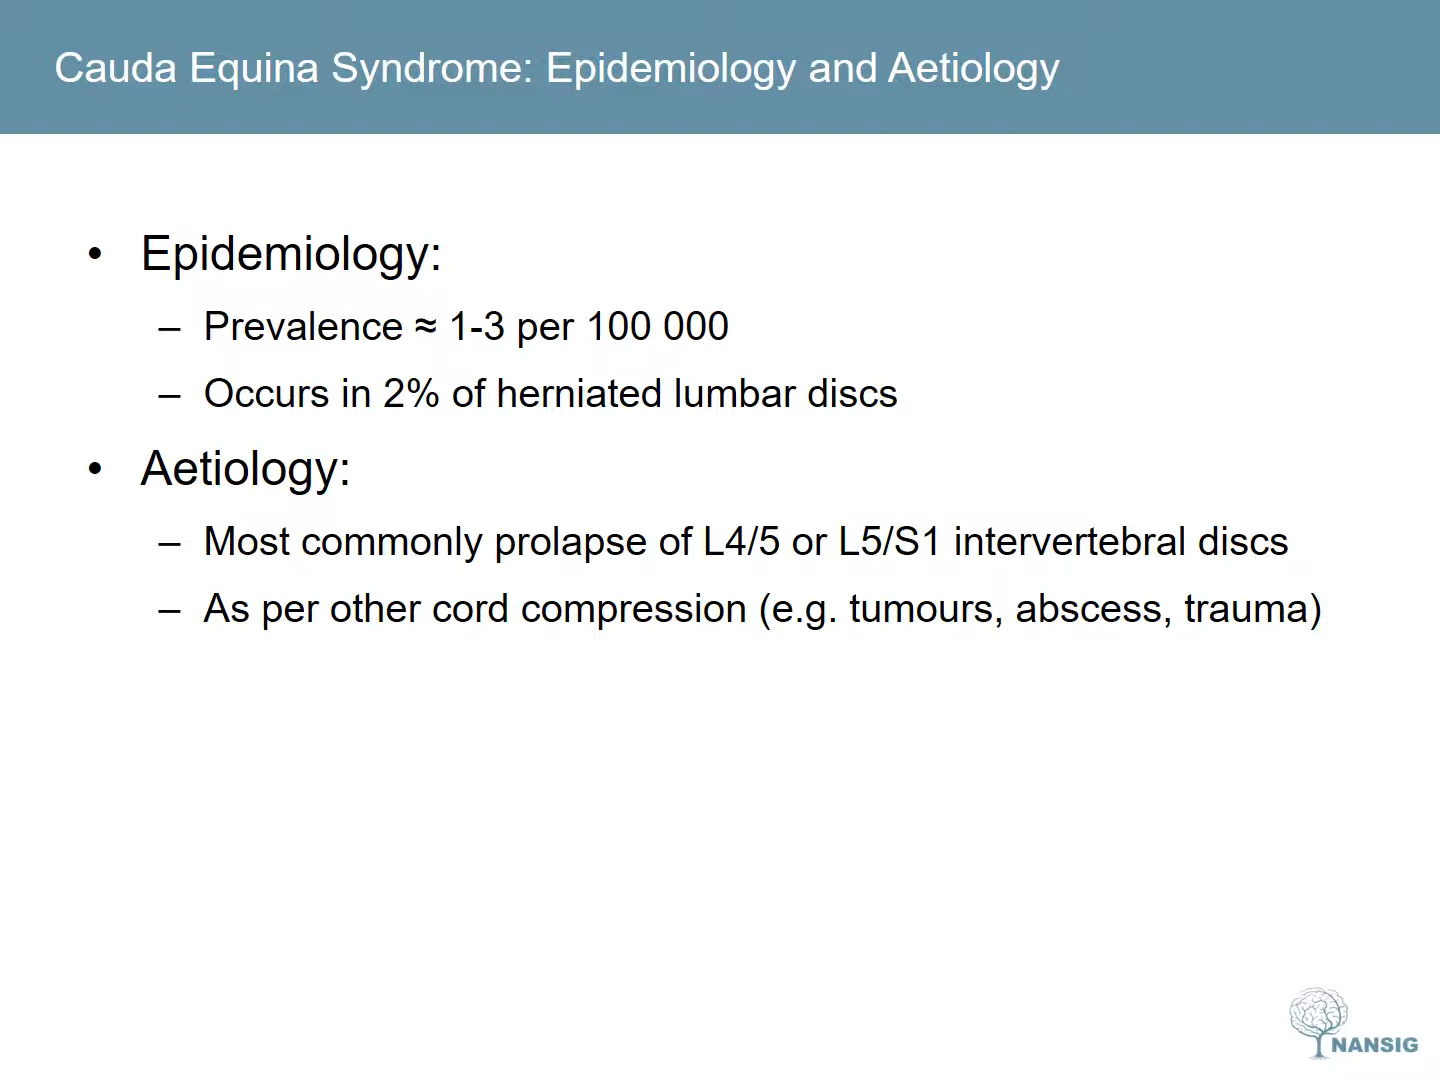 Cauda Equina Syndrome: Epidemiology and Aetiology
• Epidemiology:
– Prevalence ≈ 1-3 per 100 000
– Occurs in 2% of herniated lumbar discs
• Aetiology:
– Most commonly prolapse of L4/5 or L5/S1 intervertebral discs
– As per other cord compression (e.g. tumours, abscess, trauma)
NANSIG